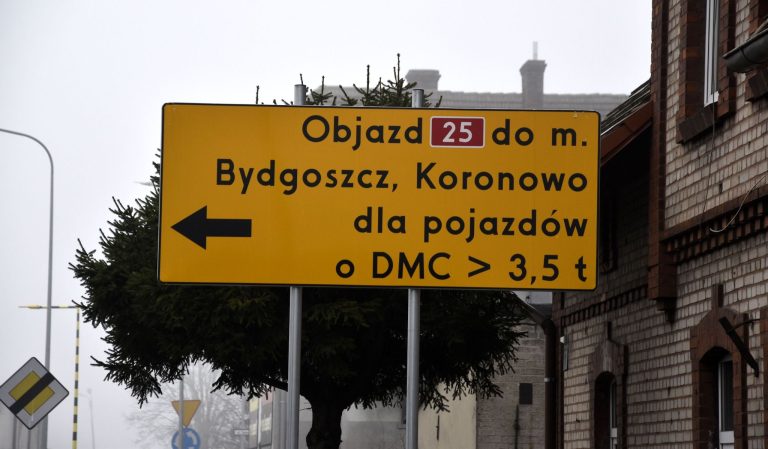 Objazd 25 do m.
Bydgoszcz, Koronowo
dla pojazdów
o DMC > 3,5 t